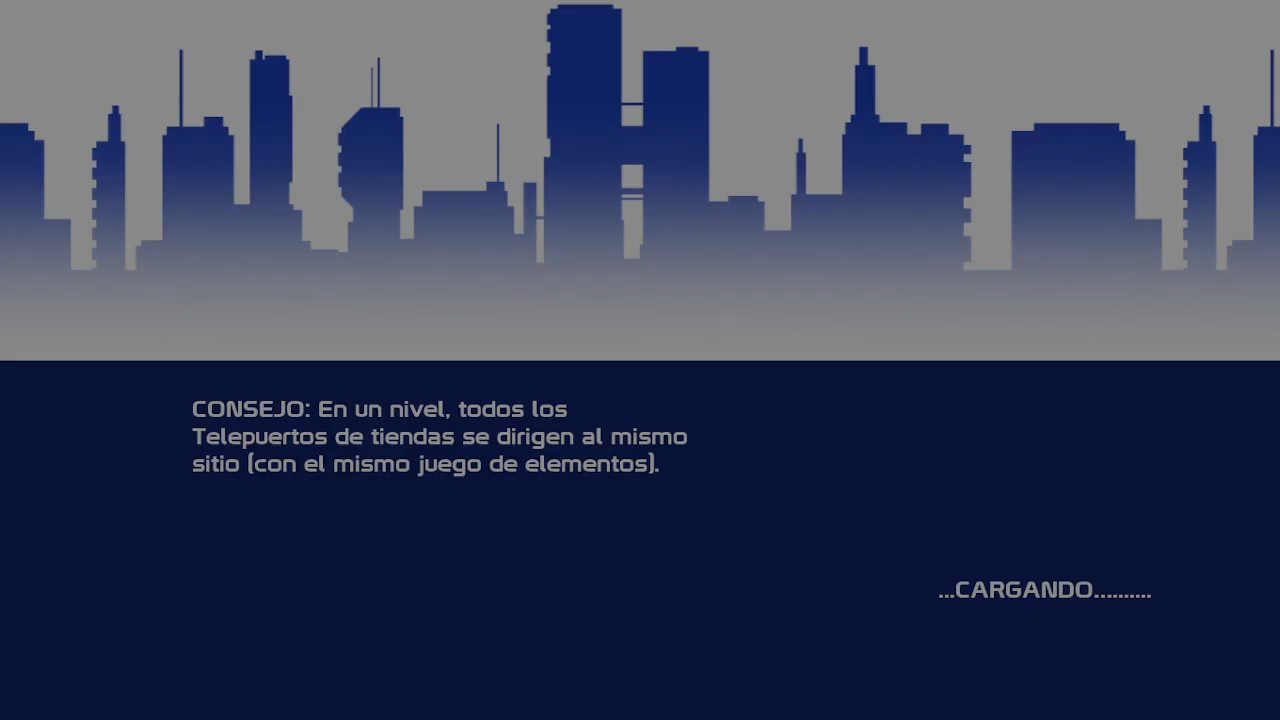 CONSEJO: En un nivel, todos los
Telepuertos de tiendas se dirigen al mismo
sitio (con el mismo juego de elementos).
...CARGANDO..........